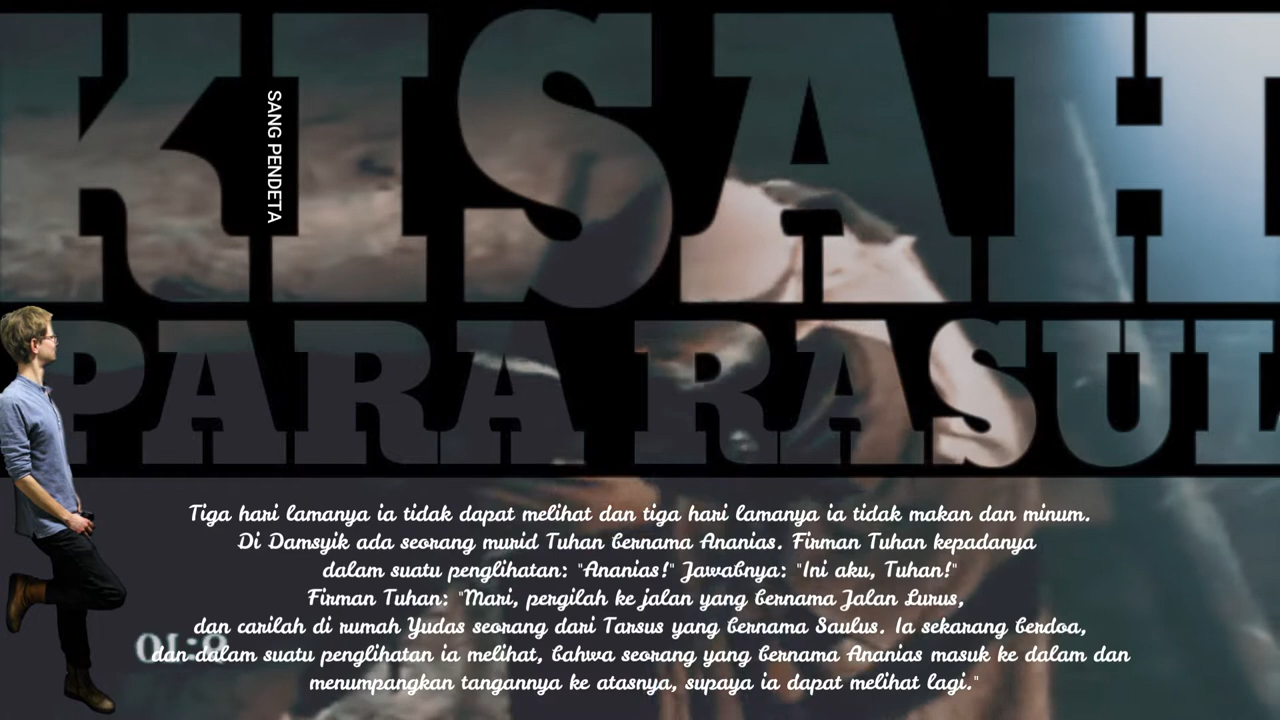 KISAH
SANG PENDETA
PARA RASUL
Tiga hari lamanya ia tidak dapat melihat dan tiga hari lamanya ia tidak makan dan minum.
Di Damsyik ada seorang murid Tuhan bernama Ananias. Firman Tuhan kepadanya
dalam suatu penglihatan: "Ananias!" Jawabnya: "Ini aku, Tuhan!"
Firman Tuhan: "Mari, pergilah ke jalan yang bernama Jalan Lurus,
dan carilah di rumah Yudas seorang dari Tarsus yang bernama Saulus. Ia sekarang berdoa,
dan dalam suatu penglihatan ia melihat, bahwa seorang yang bernama Ananias masuk ke dalam dan
menumpangkan tangannya ke atasnya, supaya ia dapat melihat lagi."